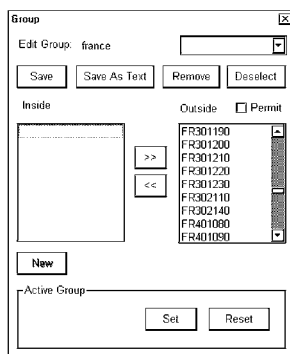 Group
Edit Group: france
Save Save As Text Remove Deselect
Inside Outside Permit
FR301190
FR301200
FR301210
FR301220
FR301230
FR302110
FR302140
FR401080
FR401090
>>
<<
New
Active Group
Set Reset